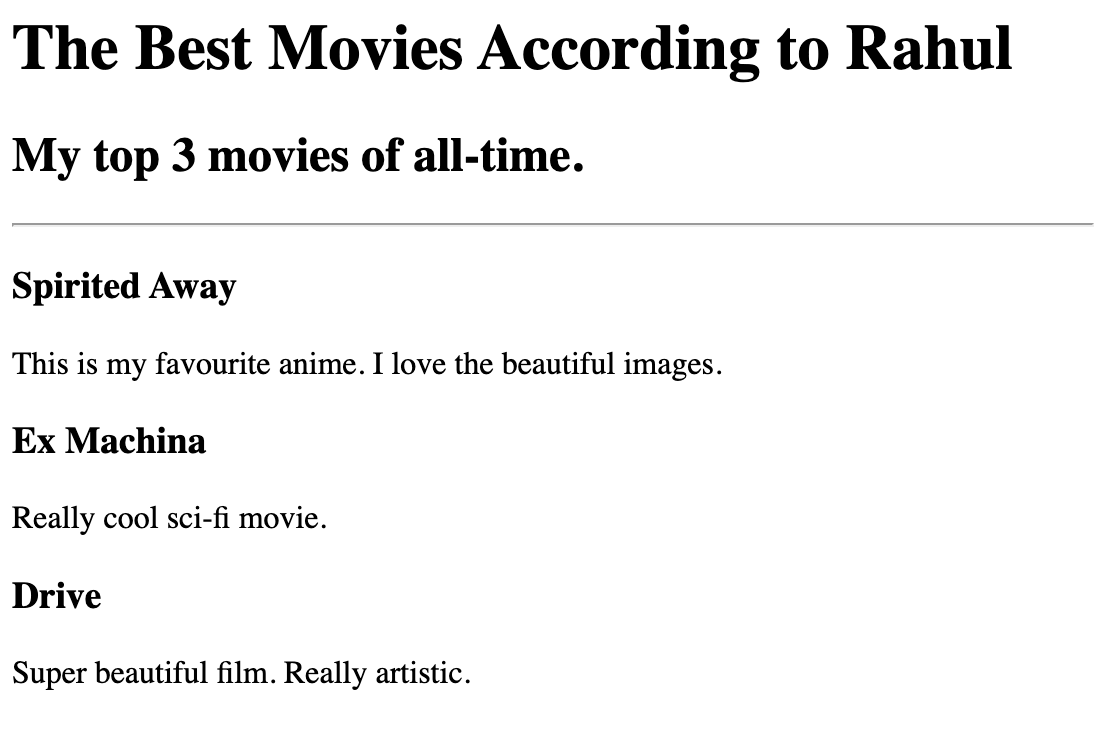 The Best Movies According to Rahul
My top 3 movies of all-time.
Spirited Away
This is my favourite anime. I love the beautiful images.
Ex Machina
Really cool sci-fi movie.
Drive
Super beautiful film. Really artistic.